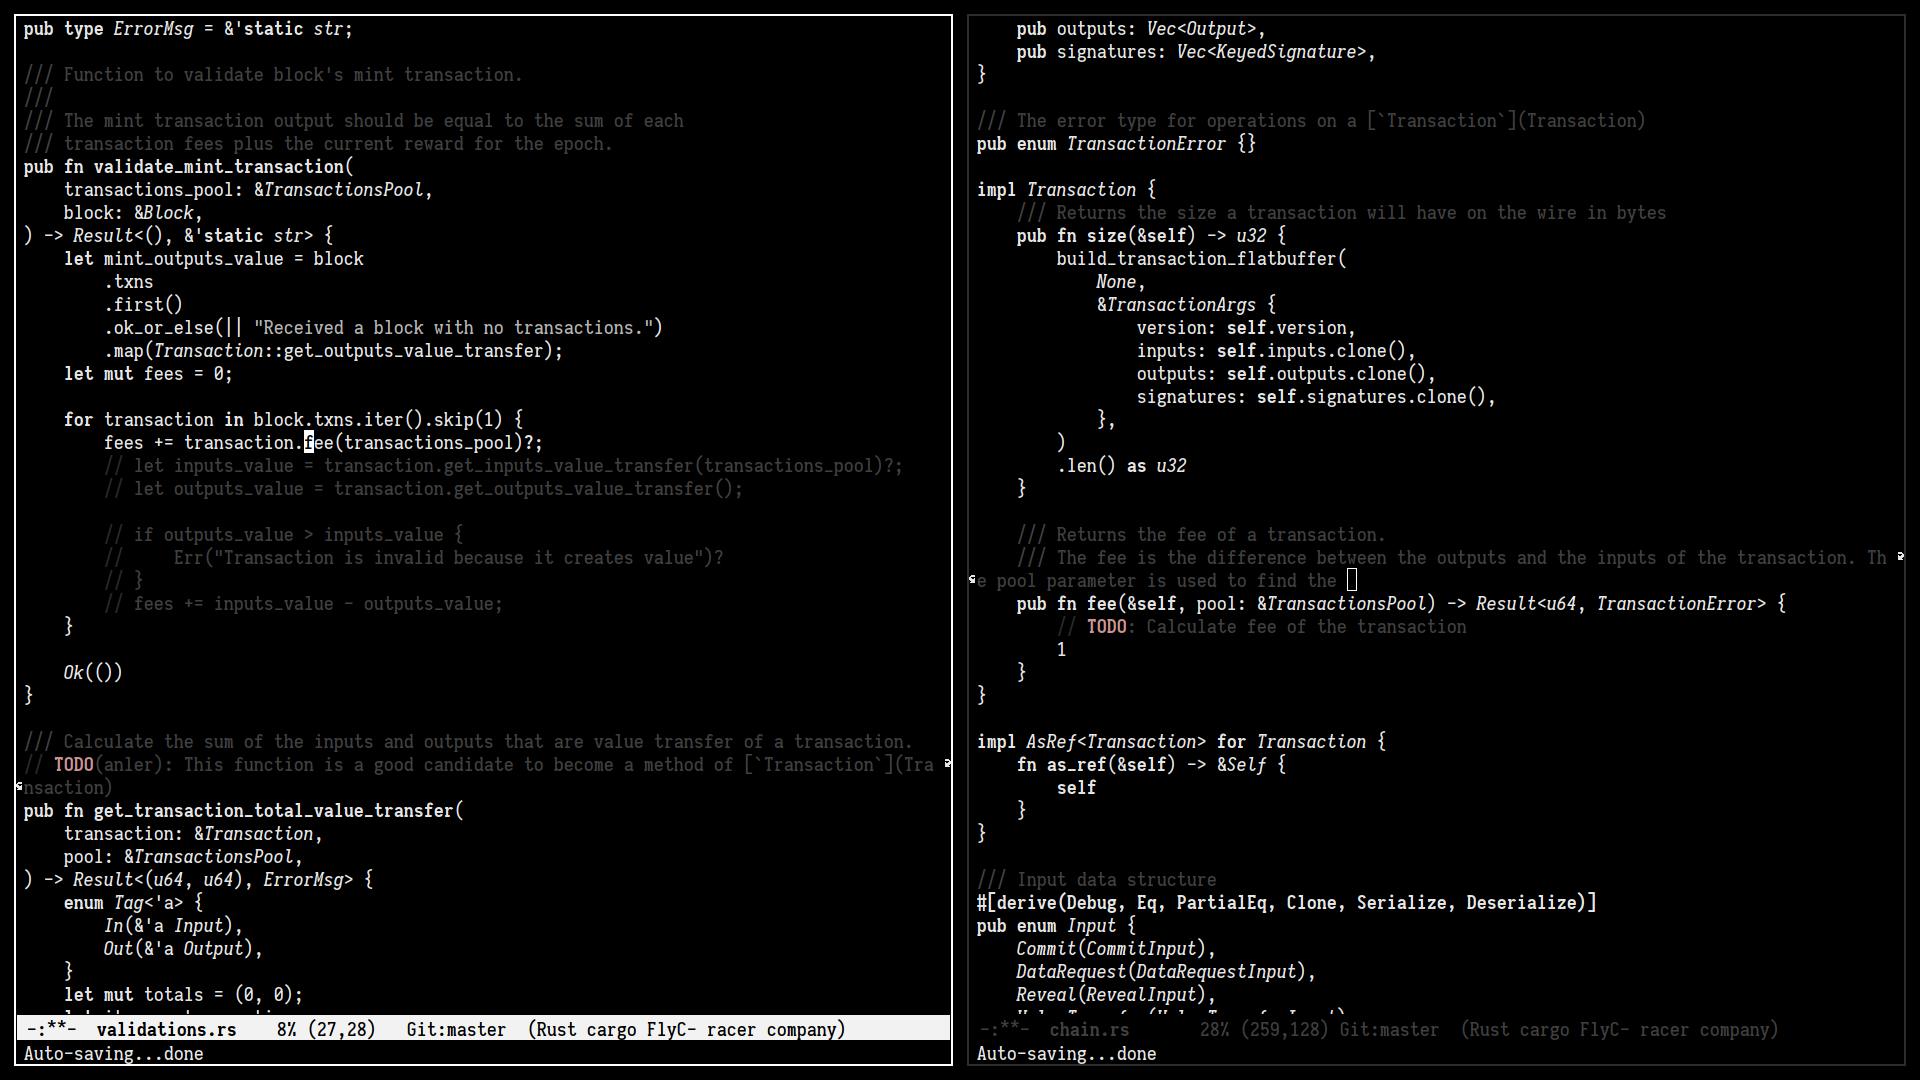 pub type ErrorMsg = &'static str;

/// Function to validate block's mint transaction.
///
/// The mint transaction output should be equal to the sum of each
/// transaction fees plus the current reward for the epoch.
pub fn validate_mint_transaction(
    transactions_pool: &TransactionsPool,
    block: &Block,
) -> Result<(), &'static str> {
    let mint_outputs_value = block
        .txns
        .first()
        .ok_or_else(|| "Received a block with no transactions.")
        .map(Transaction::get_outputs_value_transfer);
    let mut fees = 0;

    for transaction in block.txns.iter().skip(1) {
        fees += transaction.fee(transactions_pool)?;
        // let inputs_value = transaction.get_inputs_value_transfer(transactions_pool)?;
        // let outputs_value = transaction.get_outputs_value_transfer();

        // if outputs_value > inputs_value {
        //     Err("Transaction is invalid because it creates value")?
        // }
        // fees += inputs_value - outputs_value;
    }

    Ok(())
}

/// Calculate the sum of the inputs and outputs that are value transfer of a transaction.
// TODO(anler): This function is a good candidate to become a method of [`Transaction`](Tra
nsaction)
pub fn get_transaction_total_value_transfer(
    transaction: &Transaction,
    pool: &TransactionsPool,
) -> Result<(u64, u64), ErrorMsg> {
    enum Tag<'a> {
        In(&'a Input),
        Out(&'a Output),
    }
    let mut totals = (0, 0);
-:**-  validations.rs    8% (27,28)   Git:master  (Rust cargo FlyC- racer company)
Auto-saving...done
    pub outputs: Vec<Output>,
    pub signatures: Vec<KeyedSignature>,
}

/// The error type for operations on a [`Transaction`](Transaction)
pub enum TransactionError {}

impl Transaction {
    /// Returns the size a transaction will have on the wire in bytes
    pub fn size(&self) -> u32 {
        build_transaction_flatbuffer(
            None,
            &TransactionArgs {
                version: self.version,
                inputs: self.inputs.clone(),
                outputs: self.outputs.clone(),
                signatures: self.signatures.clone(),
            },
        )
        .len() as u32
    }

    /// Returns the fee of a transaction.
    /// The fee is the difference between the outputs and the inputs of the transaction. Th
e pool parameter is used to find the
    pub fn fee(&self, pool: &TransactionsPool) -> Result<u64, TransactionError> {
        // TODO: Calculate fee of the transaction
        1
    }
}

impl AsRef<Transaction> for Transaction {
    fn as_ref(&self) -> &Self {
        self
    }
}

/// Input data structure
#[derive(Debug, Eq, PartialEq, Clone, Serialize, Deserialize)]
pub enum Input {
    Commit(CommitInput),
    DataRequest(DataRequestInput),
    Reveal(RevealInput),
-:**-  chain.rs       28% (259,128) Git:master  (Rust cargo FlyC- racer company)
Auto-saving...done